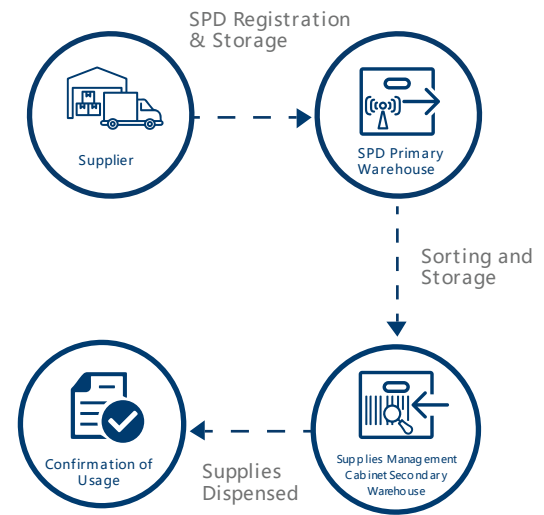 SPD Registration
& Storage
Supplier
SPD Primary
Warehouse
Sorting and
Storage
Supplies Management
Cabinet Secondary
Warehouse
Supplies
Dispensed
Confirmation of
Usage